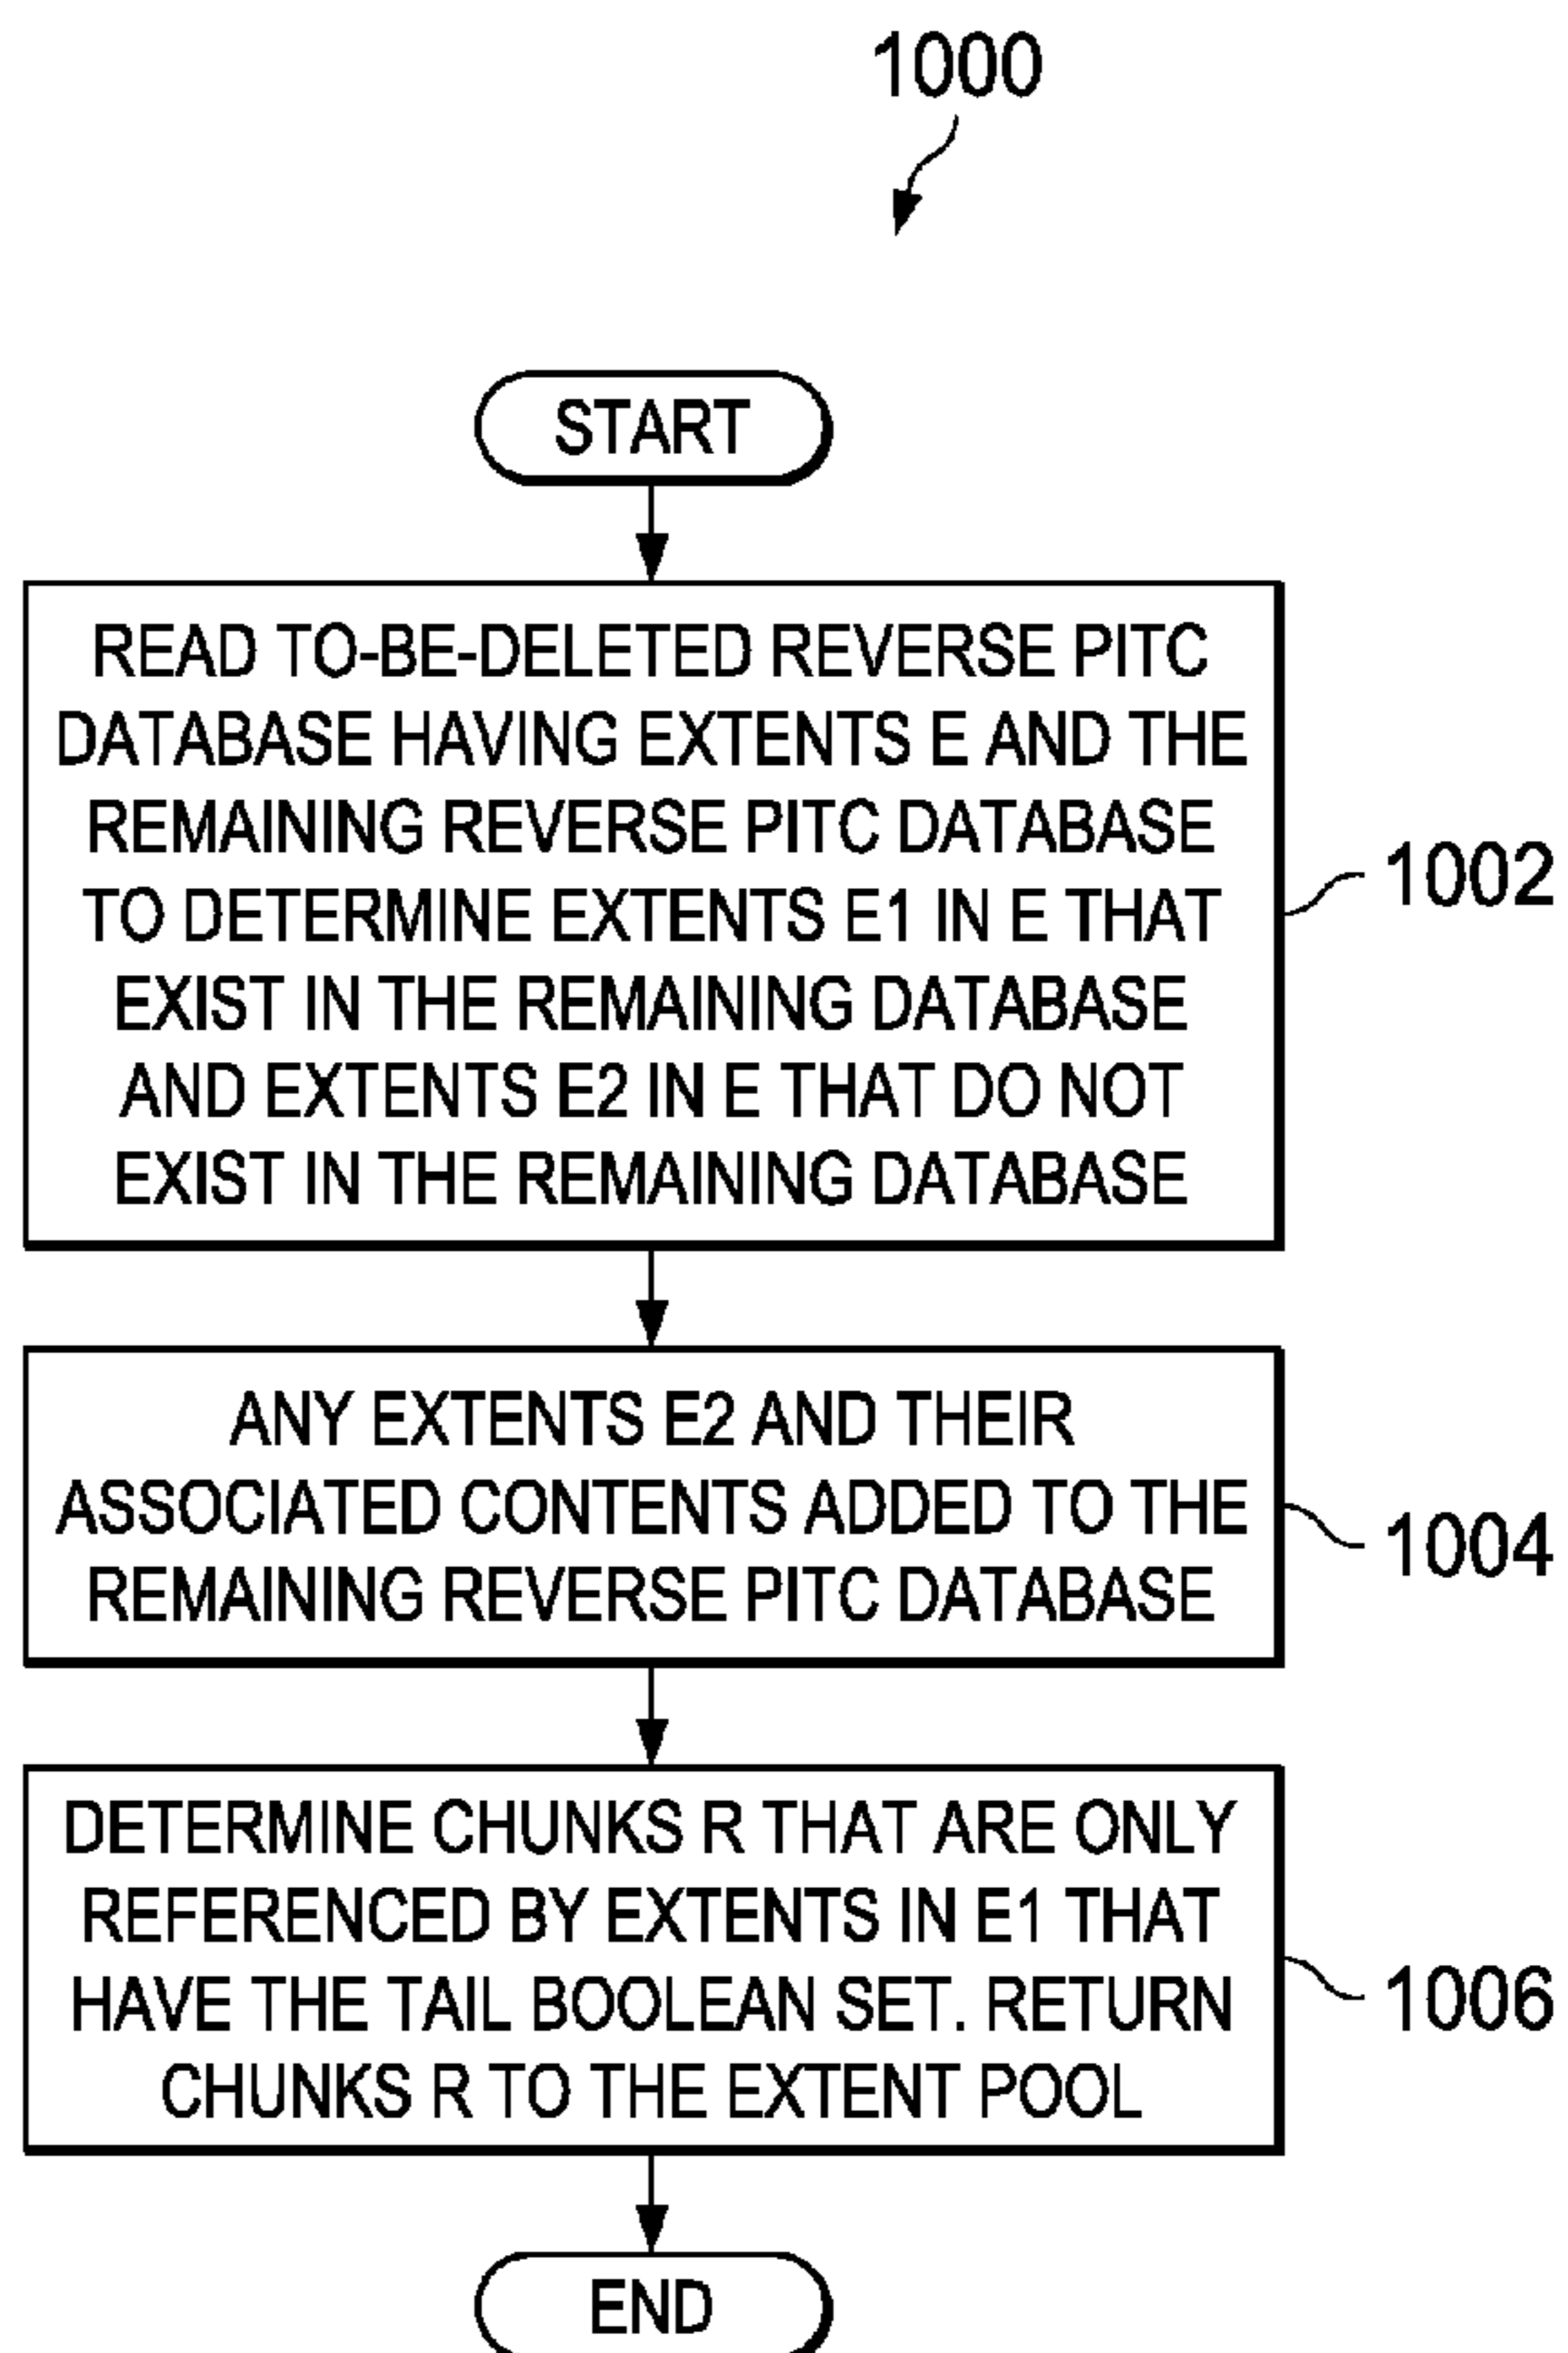 1000
START
READ TO-BE-DELETED REVERSE PITC
DATABASE HAVING EXTENTS E AND THE
REMAINING REVERSE PITC DATABASE
TO DETERMINE EXTENTS E1 IN E THAT
EXIST IN THE REMAINING DATABASE
AND EXTENTS E2 IN E THAT DO NOT
EXIST IN THE REMAINING DATABASE
1002
ANY EXTENTS E2 AND THEIR
ASSOCIATED CONTENTS ADDED TO THE
REMAINING REVERSE PITC DATABASE
1004
DETERMINE CHUNKS R THAT ARE ONLY
REFERENCED BY EXTENTS IN E1 THAT
HAVE THE TAIL BOOLEAN SET. RETURN
CHUNKS R TO THE EXTENT POOL
1006
END